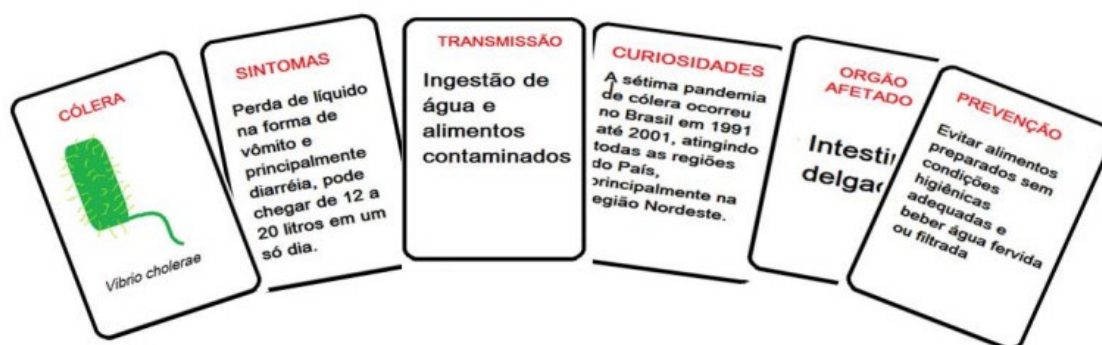 CÓLERA
Vibrio cholerae
SINTOMAS
Perda de líquido
na forma de
vômito e
principalmente
diarréia, pode
chegar de 12 a
20 litros em um
só dia.
TRANSMISSÃO
Ingestão de
água e
alimentos
contaminados
CURIOSIDADES
A sétima pandemia
de cólera ocorreu
no Brasil em 1991
até 2001, atingindo
todas as regiões
do País,
principalmente na
região Nordeste.
ORGÃO
AFETADO
PREVENÇÃO
Evitar alimentos
preparados sem
condições
higiênicas
adequadas e
beber água fervida
ou filtrada